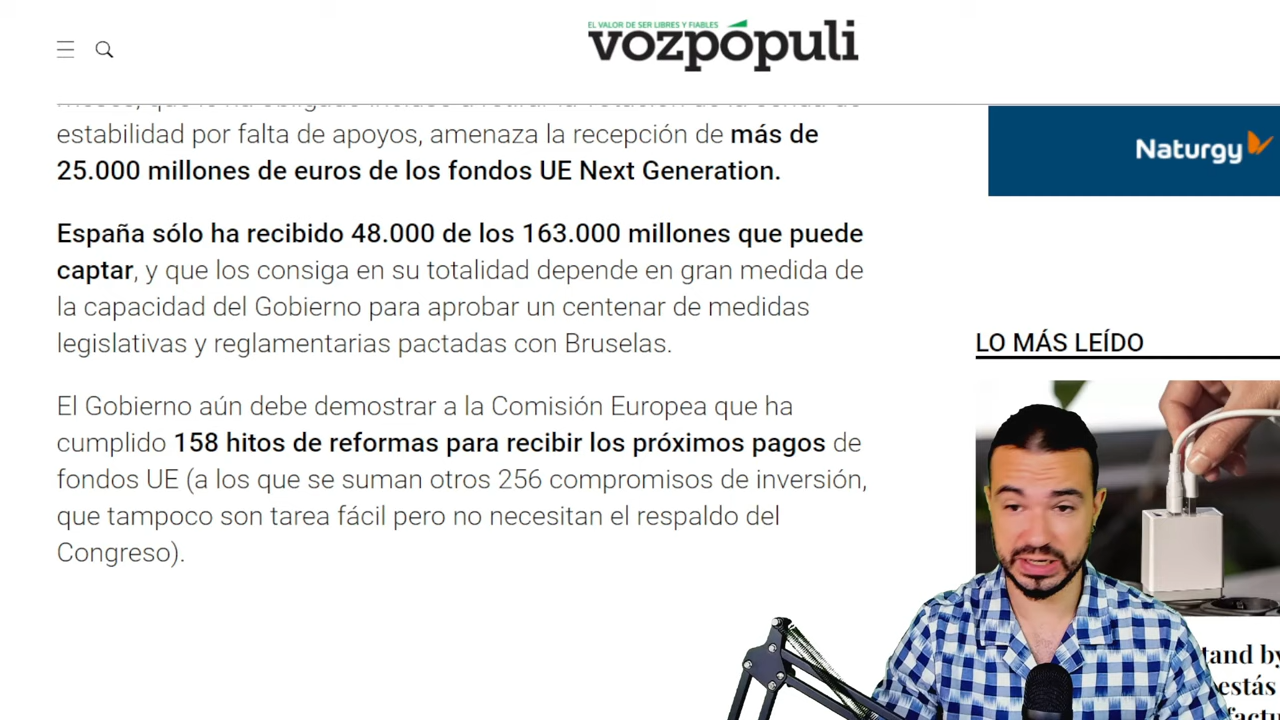 EL VALOR DE SER LIBRES Y FIABLES
vozpópuli
estabilidad por falta de apoyos, amenaza la recepción de más de
25.000 millones de euros de los fondos UE Next Generation.
España sólo ha recibido 48.000 de los 163.000 millones que puede
captar, y que los consiga en su totalidad depende en gran medida de
la capacidad del Gobierno para aprobar un centenar de medidas
legislativas y reglamentarias pactadas con Bruselas.
El Gobierno aún debe demostrar a la Comisión Europea que ha
cumplido 158 hitos de reformas para recibir los próximos pagos de
fondos UE (a los que se suman otros 256 compromisos de inversión,
que tampoco son tarea fácil pero no necesitan el respaldo del
Congreso).
Naturgy
LO MÁS LEÍDO
tand by
estás